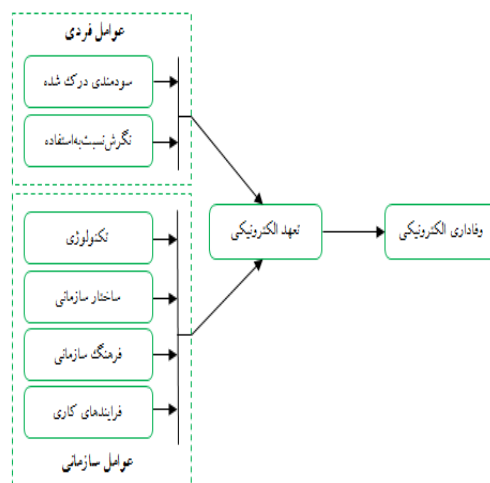 عوامل فردی
سودمندی درک شده
نگرش‌نسبت‌به‌استفاده
تکنولوژی
ساختار سازمانی
فرهنگ سازمانی
فرایندهای کاری
عوامل سازمانی
تعهد الکترونیکی
وفاداری الکترونیکی